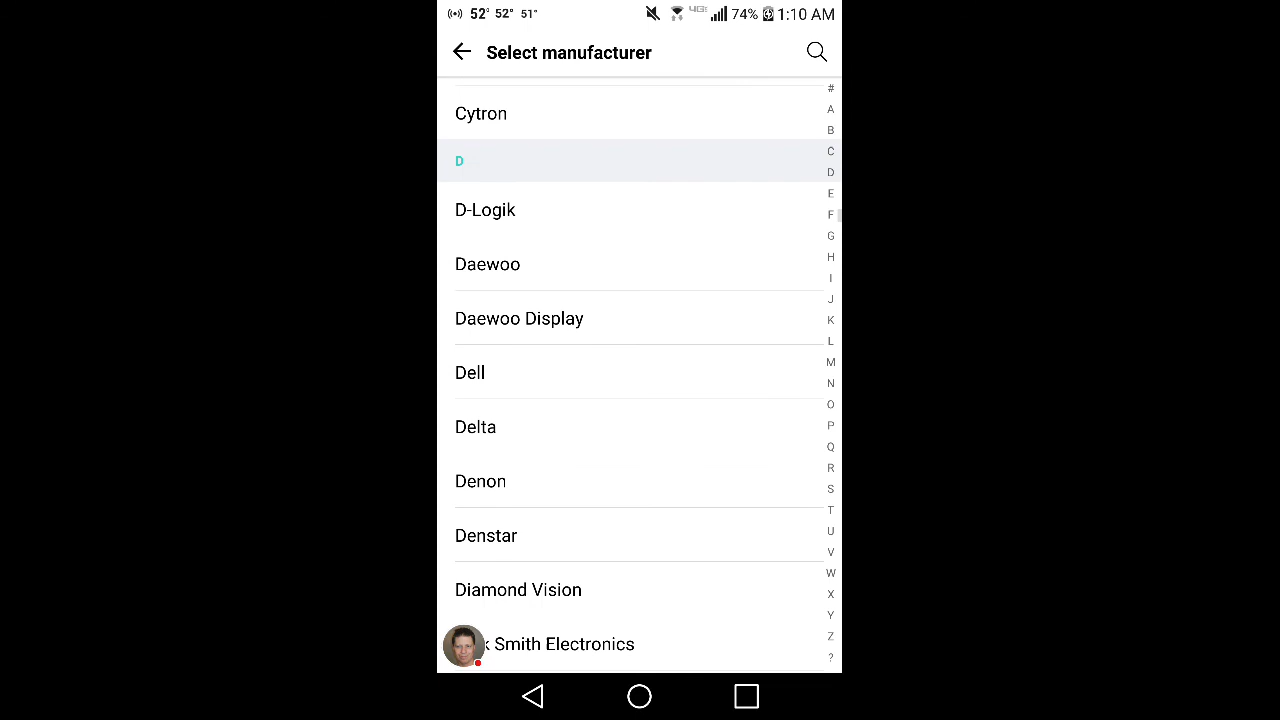 52° 52° 51° 4G 74% 1:10 AM
Select manufacturer
Cytron
D
D-Logik
Daewoo
Daewoo Display
Dell
Delta
Denon
Denstar
Diamond Vision
k Smith Electronics
#
A
B
C
D
E
F
G
H
I
J
K
L
M
N
O
P
Q
R
S
T
U
V
W
X
Y
Z
?